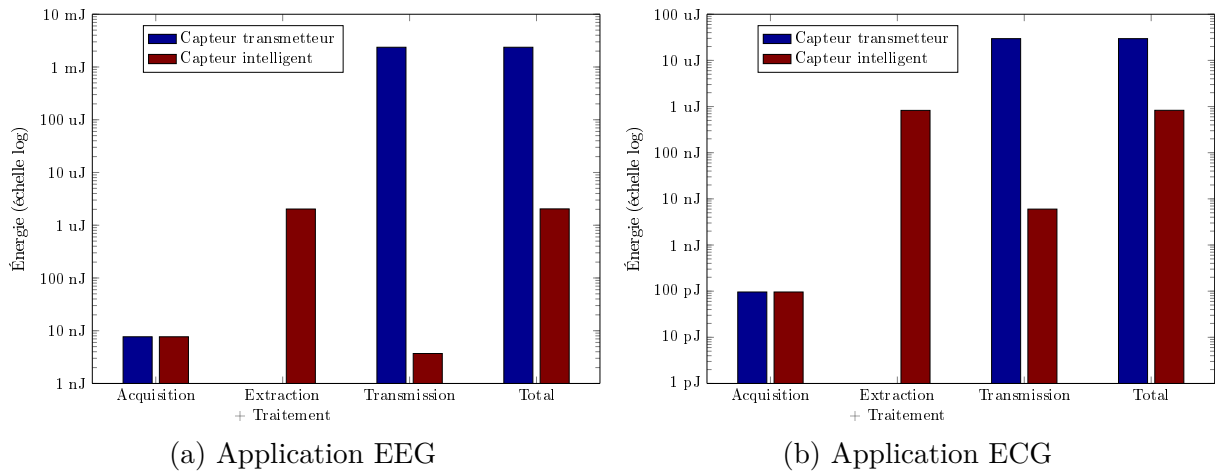 10 mJ
1 mJ
100 uJ
10 uJ
1 uJ
100 nJ
10 nJ
1 nJ
Énergie (échelle log)
Capteur transmetteur
Capteur intelligent
Acquisition
Extraction
+ Traitement
Transmission
Total
(a) Application EEG
100 uJ
10 uJ
1 uJ
100 nJ
10 nJ
1 nJ
100 pJ
10 pJ
1 pJ
Énergie (échelle log)
Capteur transmetteur
Capteur intelligent
Acquisition
Extraction
+ Traitement
Transmission
Total
(b) Application ECG